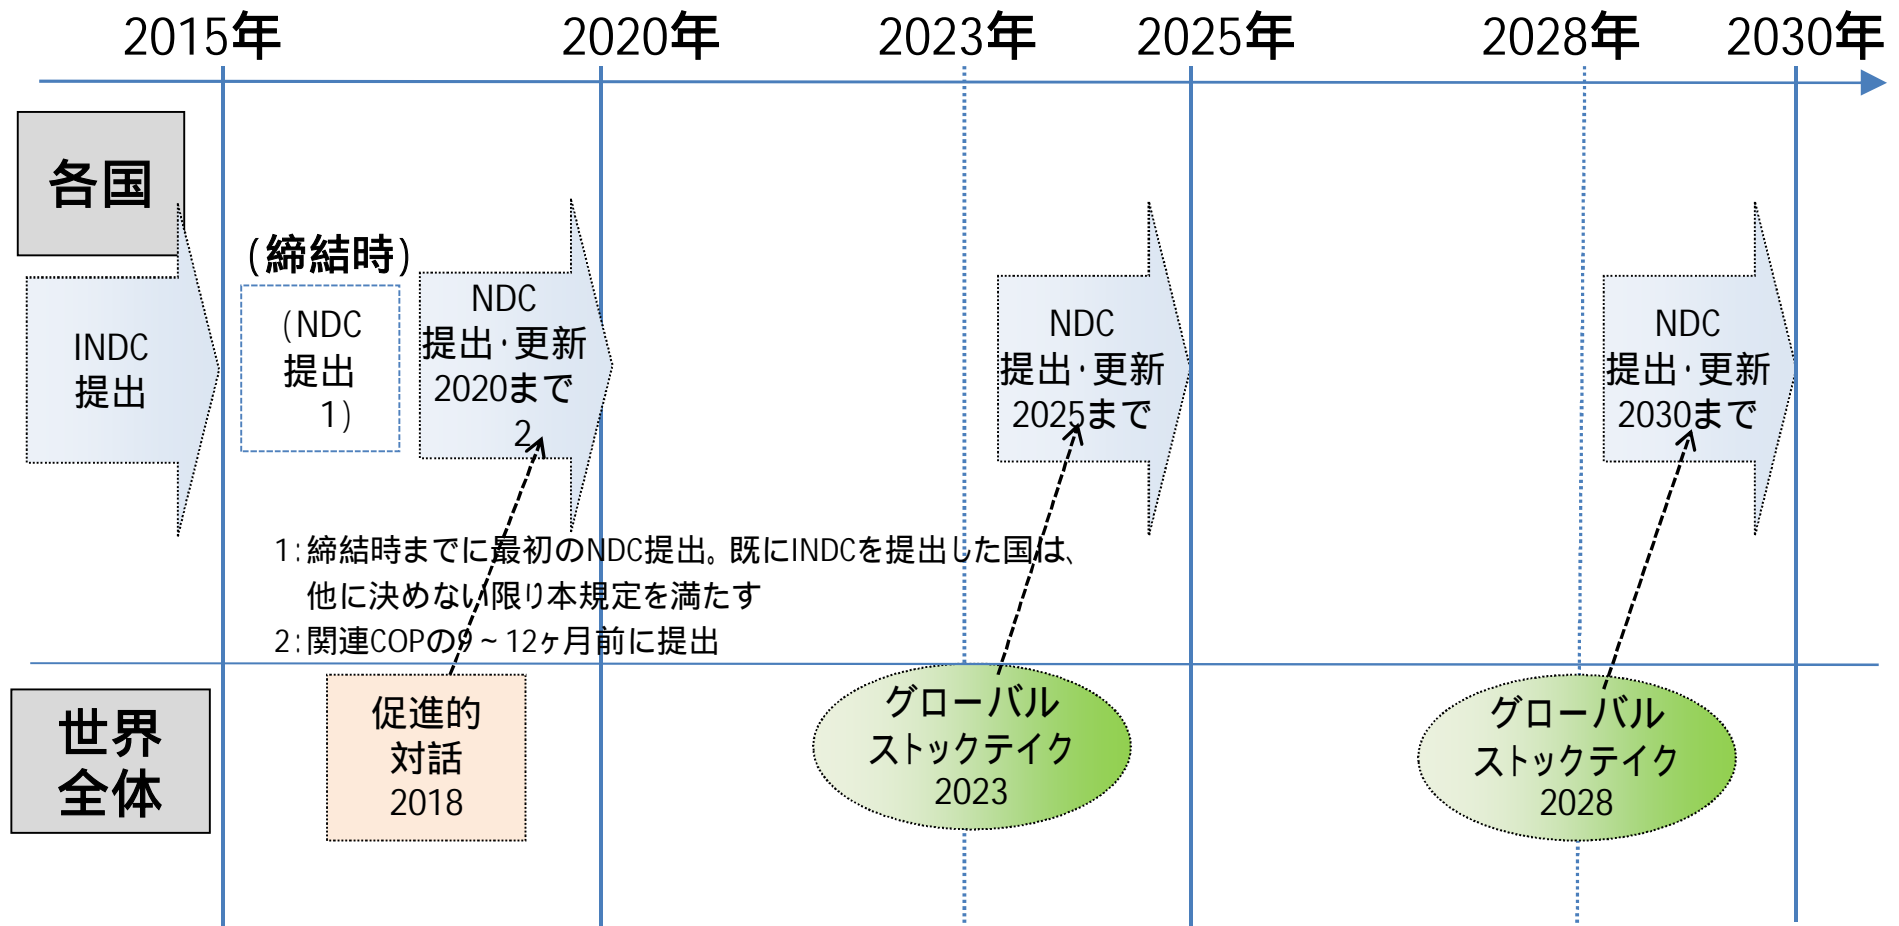 2015年 2020年 2023年 2025年 2028年 2030年
各国
(締結時)
INDC
提出
(NDC
提出
1)
NDC
提出・更新
2020まで
2
NDC
提出・更新
2025まで
NDC
提出・更新
2030まで
1:締結時までに最初のNDC提出。既にINDCを提出した国は、
他に決めない限り本規定を満たす
2:関連COPの9~12ヶ月前に提出
世界
全体
促進的
対話
2018
グローバル
ストックテイク
2023
グローバル
ストックテイク
2028